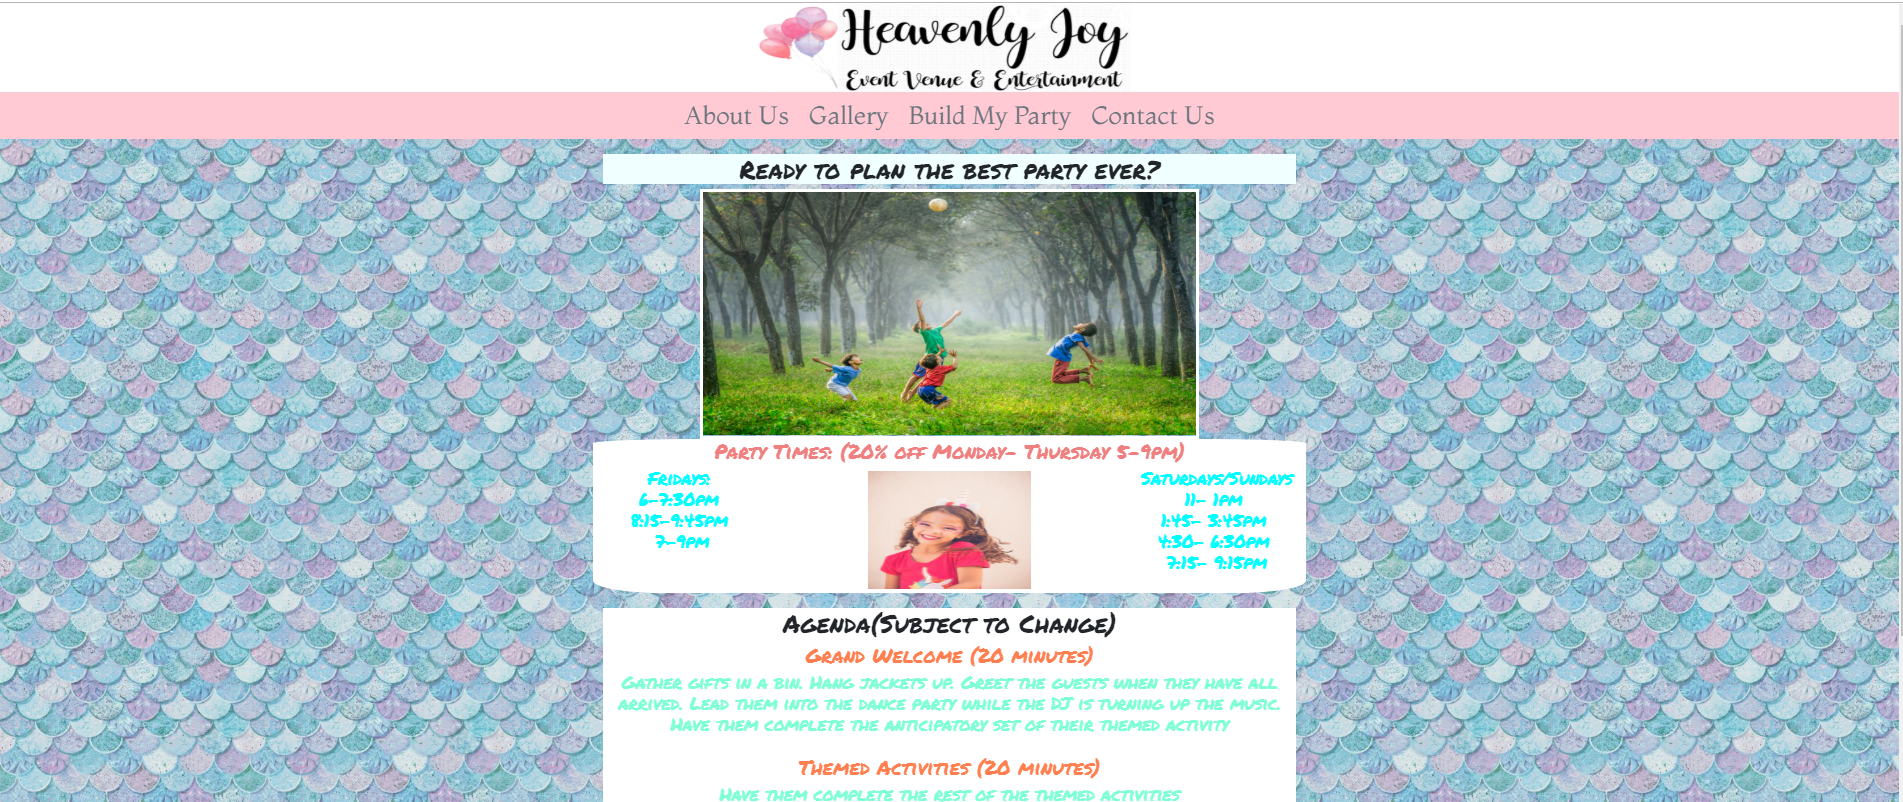 Heavenly Joy
Event Venue & Entertainment
About Us Gallery Build My Party Contact Us
Ready to plan the best party ever?
Party Times: (20% off Monday- Thursday 5-9pm)
Fridays:
6-7:30pm
8:15-9:45pm
7-9pm
Saturdays/Sundays
11- 1pm
1:45- 3:45pm
4:30- 6:30pm
7:15- 9:15pm
Agenda(Subject to Change)
Grand Welcome (20 minutes)
Gather gifts in a bin. Hang jackets up. Greet the guests when they have all
arrived. Lead them into the dance party while the DJ is turning up the music.
Have them complete the anticipatory set of their themed activity
Themed Activities (20 minutes)
Have them complete the rest of the themed activities